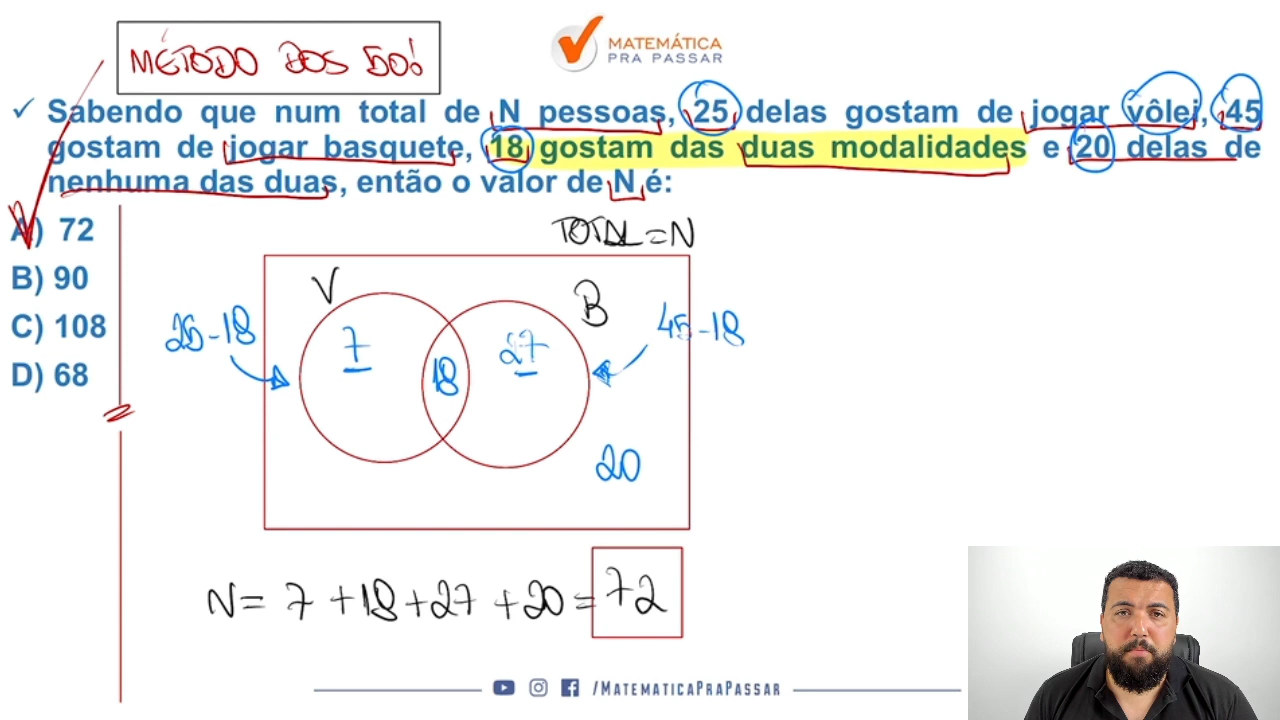 MÉTODO DOS 50!
MATEMÁTICA
PRA PASSAR
✓ Sabendo que num total de N pessoas, 25 delas gostam de jogar vôlei, 45
gostam de jogar basquete, 18 gostam das duas modalidades e 20 delas de
nenhuma das duas, então o valor de N é:
A) 72
B) 90
C) 108
D) 68
TOTAL = N
V
B
25-18
7
18
27
45-18
20
N = 7 + 18 + 27 + 20 = 72
/MATEMATICAPRAPASSAR